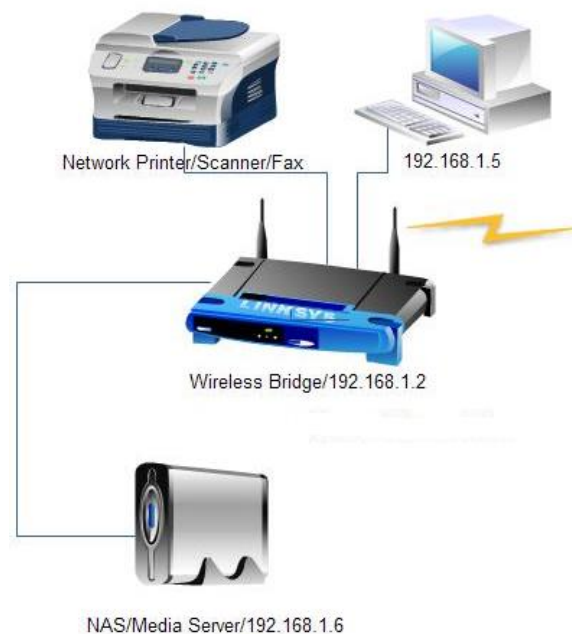 Network Printer/Scanner/Fax
192.168.1.5
LINKSYS
Wireless Bridge/192.168.1.2
NAS/Media Server/192.168.1.6